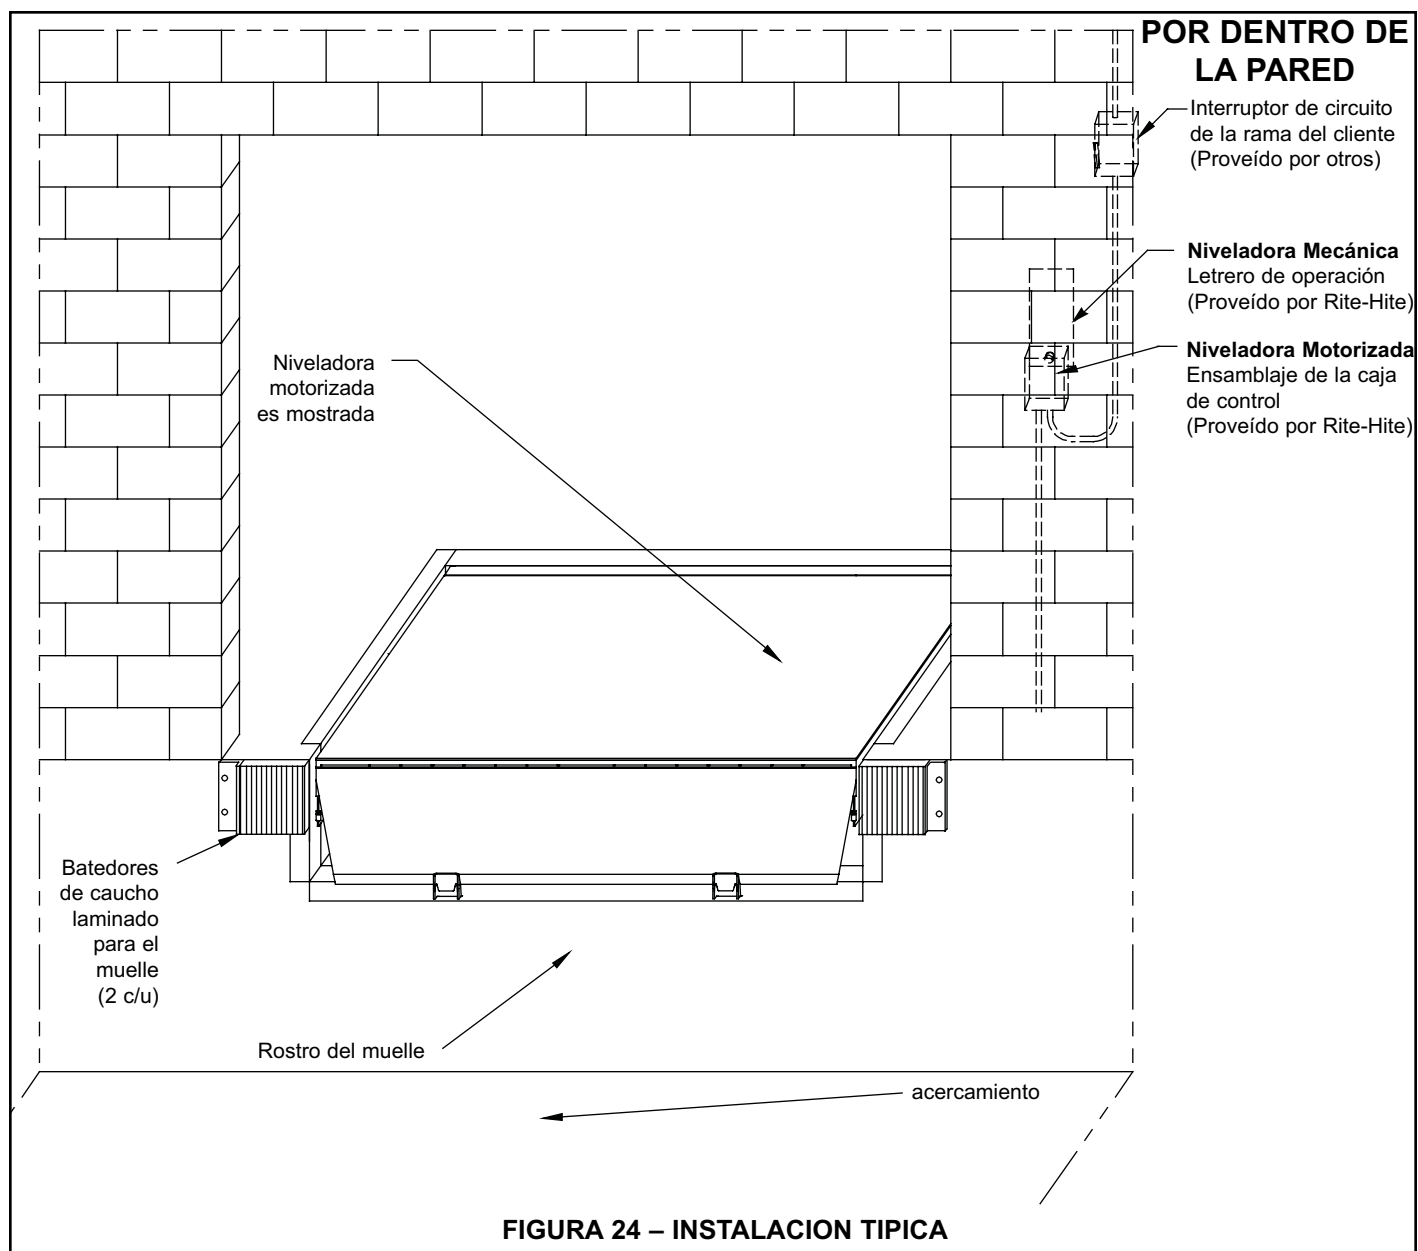 POR DENTRO DE
LA PARED
Interruptor de circuito
de la rama del cliente
(Proveído por otros)
Niveladora Mecánica
Letrero de operación
(Proveído por Rite-Hite)
Niveladora Motorizada
Ensamblaje de la caja
de control
(Proveído por Rite-Hite)
Niveladora
motorizada
es mostrada
Batedores
de caucho
laminado
para el
muelle
(2 c/u)
Rostro del muelle
acercamiento
FIGURA 24 – INSTALACION TIPICA